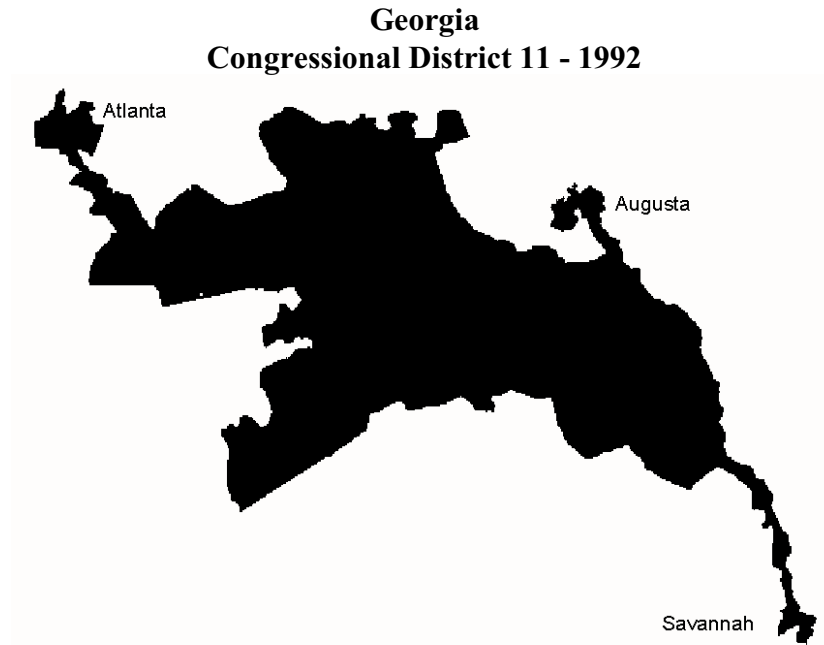 Georgia
Congressional District 11 - 1992
Atlanta
Augusta
Savannah